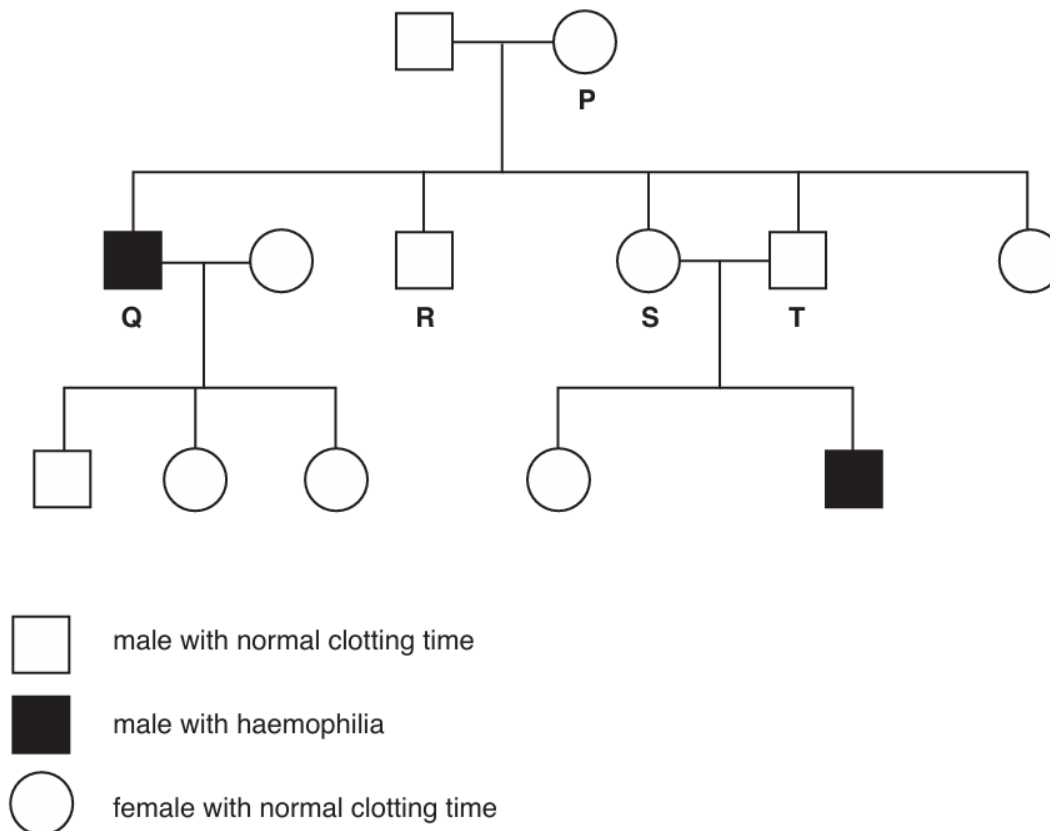 P
Q R S T
male with normal clotting time
male with haemophilia
female with normal clotting time